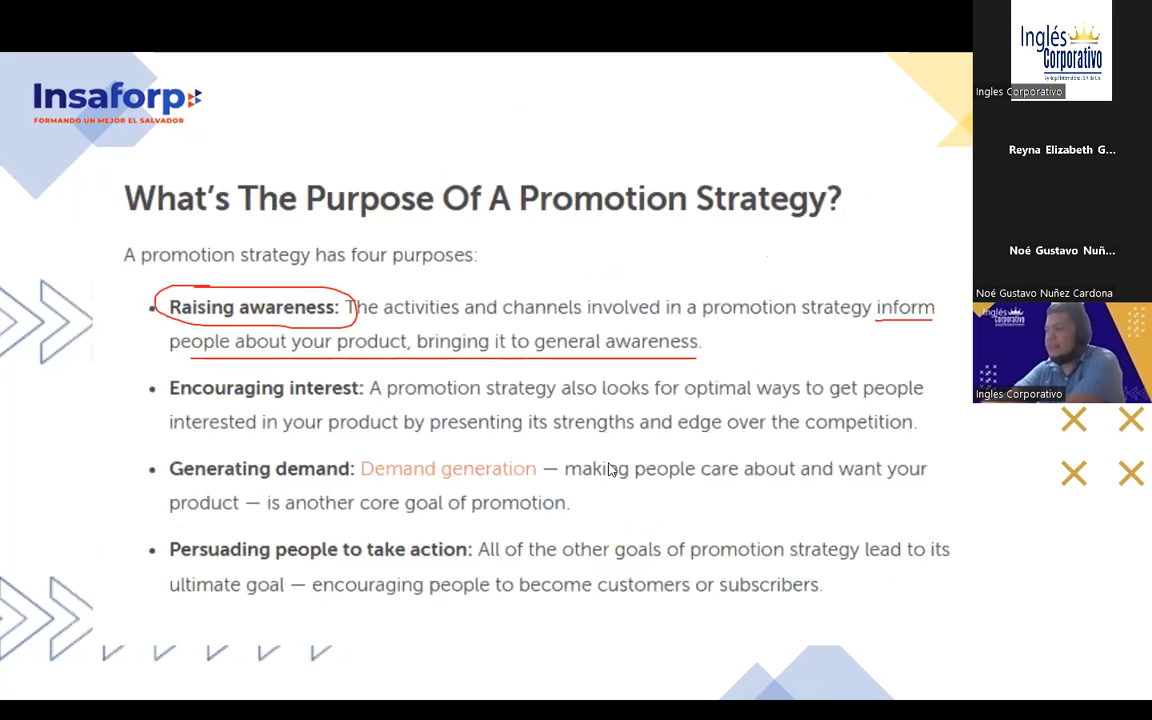 Insaforp
FORMANDO UN MEJOR EL SALVADOR
What's The Purpose Of A Promotion Strategy?
A promotion strategy has four purposes:
• Raising awareness: The activities and channels involved in a promotion strategy inform
people about your product, bringing it to general awareness.
• Encouraging interest: A promotion strategy also looks for optimal ways to get people
interested in your product by presenting its strengths and edge over the competition.
• Generating demand: Demand generation — making people care about and want your
product — is another core goal of promotion.
• Persuading people to take action: All of the other goals of promotion strategy lead to its
ultimate goal — encouraging people to become customers or subscribers.
Inglés
Corporativo
Ingles Corporativo
Reyna Elizabeth G...
Noé Gustavo Nuñ...
Noé Gustavo Nuñez Cardona
Inglés
Corporativo
Ingles Corporativo